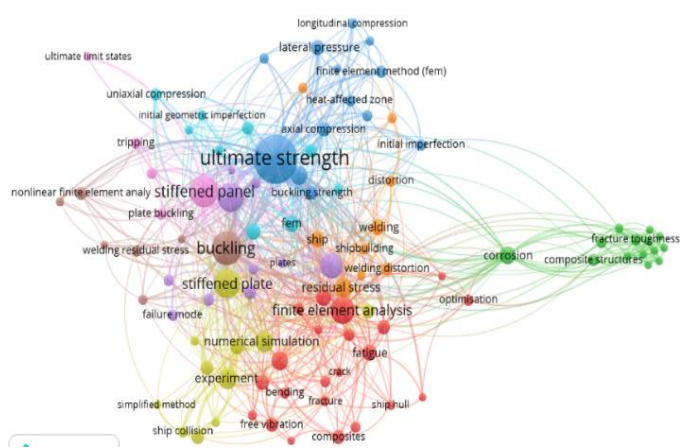 longitudinal compression
lateral pressure
ultimate limit states
finite element method (fem)
uniaxial compression
heat-affected zone
initial geometric imperfection
axial compression
tripping
initial imperfection
ultimate strength
distortion
nonlinear finite element analy
stiffened panel
buckling strength
plate buckling
fem
welding
ship
fracture toughness
welding residual stress
buckling
shipbuilding
corrosion
composite structures
plates
welding distortion
stiffened plate
residual stress
optimisation
failure mode
finite element analysis
numerical simulation
fatigue
crack
experiment
bending
fracture
simplified method
ship hull
free vibration
ship collision
composites